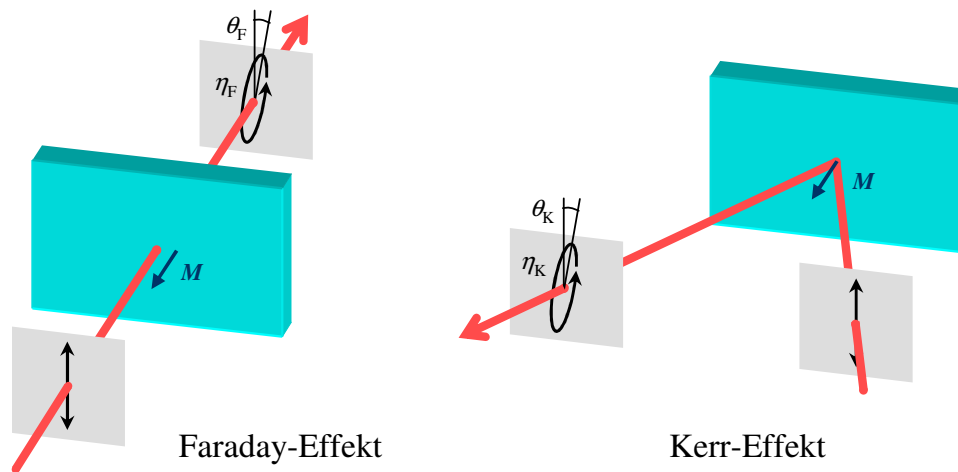 θF
ηF
M
Faraday-Effekt
M
θK
ηK
Kerr-Effekt